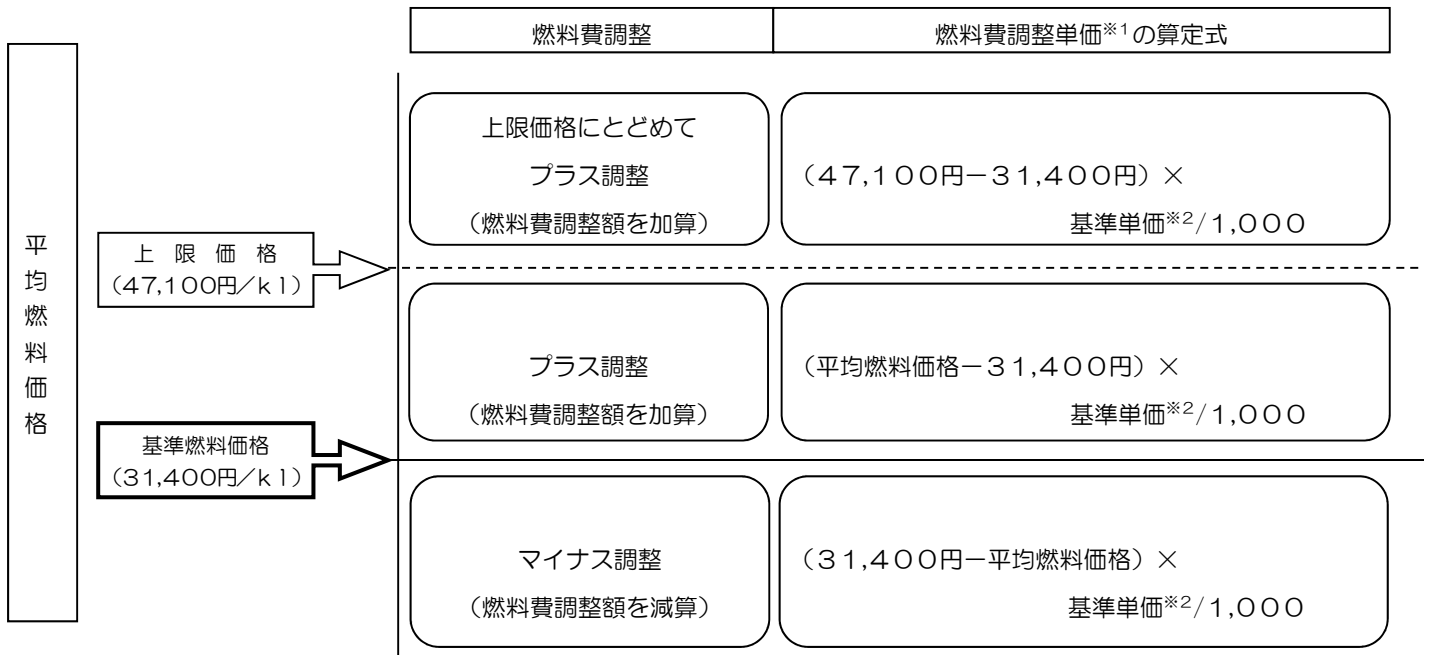 燃料費調整
燃料費調整単価※1の算定式
平均燃料価格
上限価格にとどめて
プラス調整
（燃料費調整額を加算）
（47,100円－31,400円）×
基準単価※2/1,000
上 限 価 格
（47,100円／kl）
プラス調整
（燃料費調整額を加算）
（平均燃料価格－31,400円）×
基準単価※2/1,000
基準燃料価格
（31,400円／kl）
マイナス調整
（燃料費調整額を減算）
（31,400円－平均燃料価格）×
基準単価※2/1,000